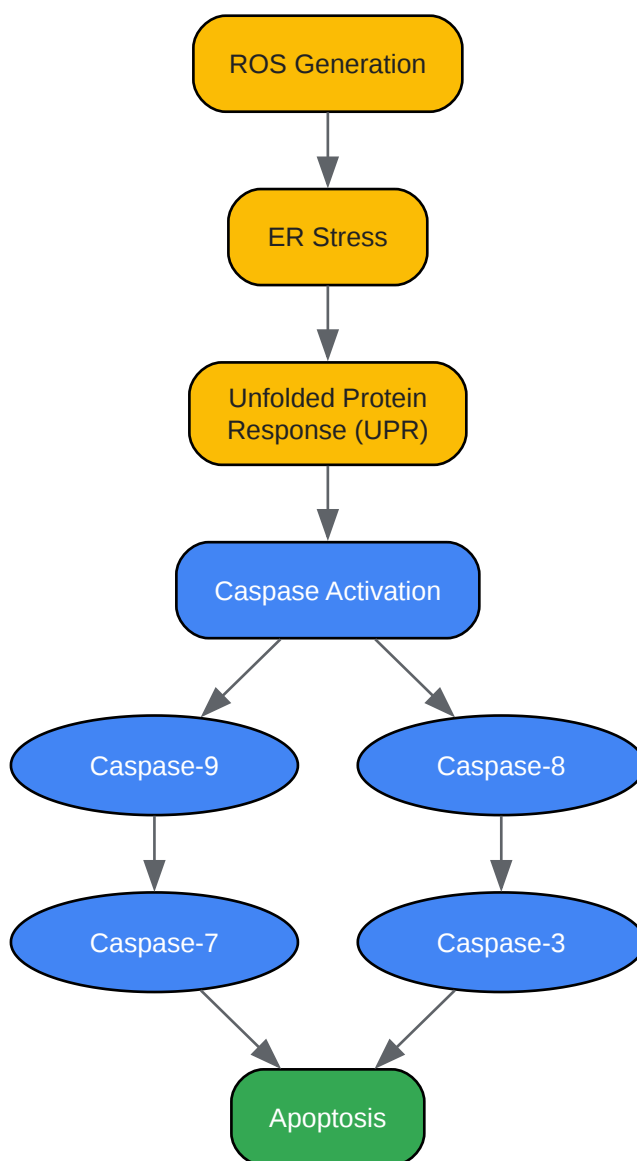 ROS Generation
ER Stress
Unfolded Protein
Response (UPR)
Caspase Activation
Caspase-9
Caspase-8
Caspase-7
Caspase-3
Apoptosis